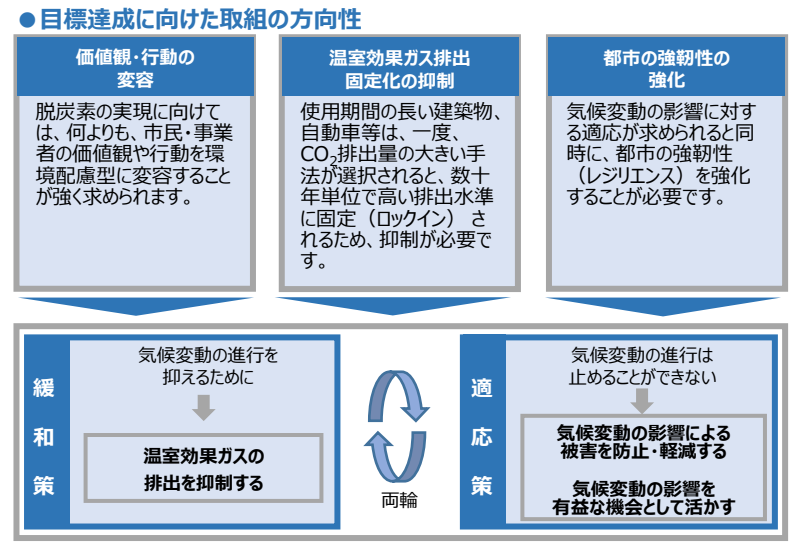 ●目標達成に向けた取組の方向性
価値観・行動の
変容
脱炭素の実現に向けて
は、何よりも、市民・事業
者の価値観や行動を環
境配慮型に変容すること
が強く求められます。
温室効果ガス排出
固定化の抑制
使用期間の長い建築物、
自動車等は、一度、
CO₂排出量の大きい手
法が選択されると、数十
年単位で高い排出水準
に固定（ロックイン） さ
れるため、抑制が必要で
す。
都市の強靭性の
強化
気候変動の影響に対す
る適応が求められると同
時に、都市の強靭性
（レジリエンス）を強化
することが必要です。
緩和策
気候変動の進行を
抑えるために
温室効果ガスの
排出を抑制する
両輪
適応策
気候変動の進行は
止めることができない
気候変動の影響による
被害を防止・軽減する
気候変動の影響を
有益な機会として活かす